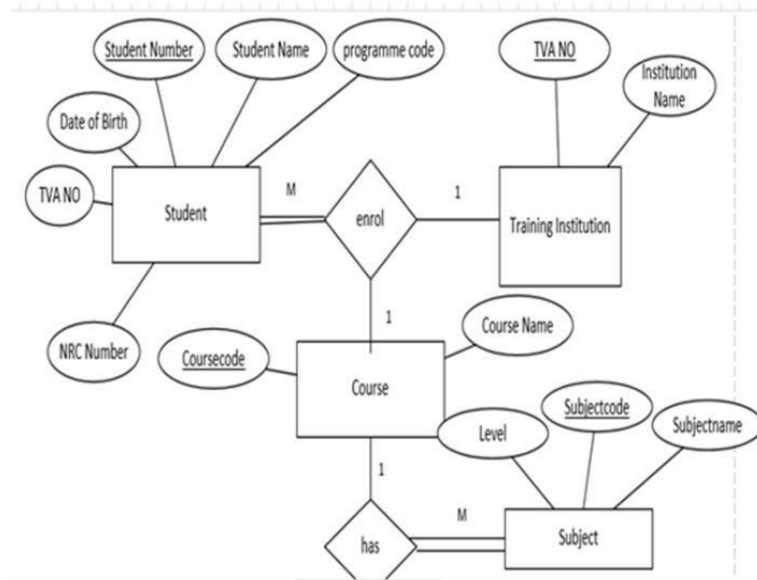 Student Number
Student Name
programme code
TVA NO
Institution
Name
Date of Birth
TVA NO
Student
M
enrol
1
Training Institution
NRC Number
1
Course Name
Coursecode
Course
Level
Subjectcode
Subjectname
1
M
has
Subject